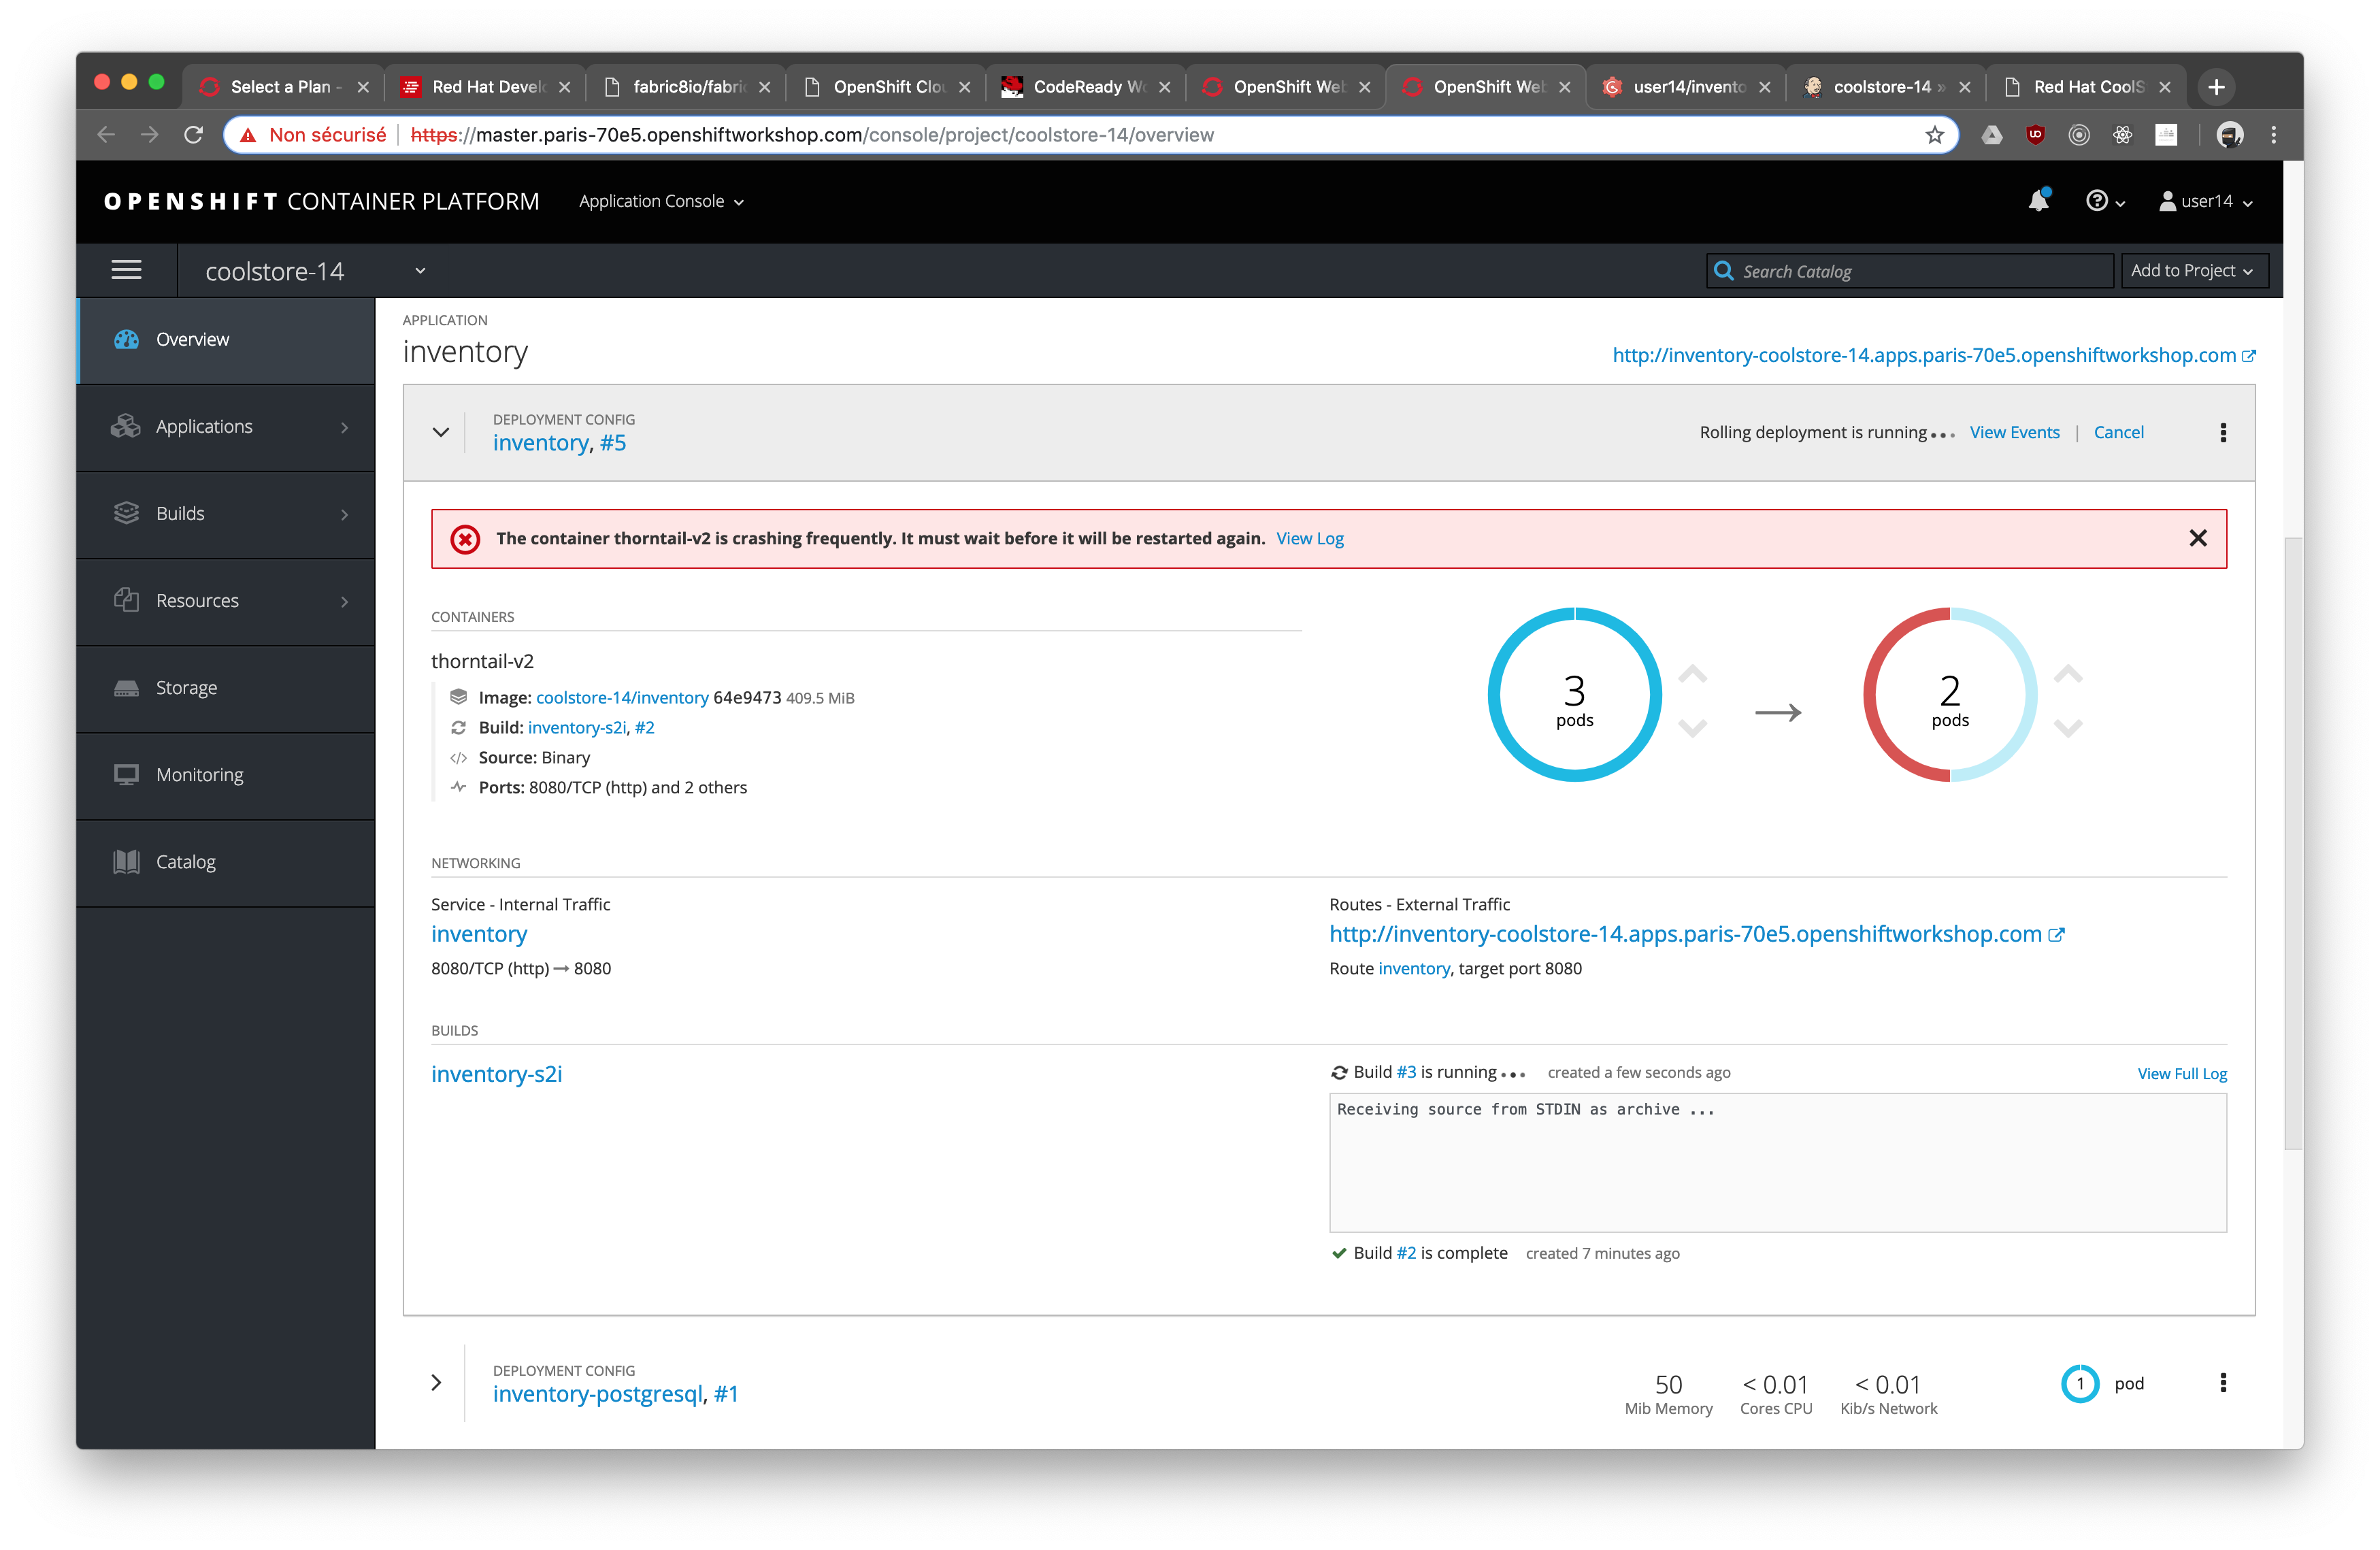 Select a Plan -
Red Hat Devel
fabric8io/fabric
OpenShift Clou
CodeReady Wo
OpenShift Web
OpenShift Web
user14/invento
coolstore-14 »
Red Hat CoolS
Non sécurisé
https://master.paris-70e5.openshiftworkshop.com/console/project/coolstore-14/overview
OPENSHIFT CONTAINER PLATFORM
Application Console
user14
coolstore-14
Search Catalog
Add to Project
Overview
Applications
Builds
Resources
Storage
Monitoring
Catalog
APPLICATION
inventory
http://inventory-coolstore-14.apps.paris-70e5.openshiftworkshop.com
DEPLOYMENT CONFIG
inventory, #5
Rolling deployment is running... View Events | Cancel
The container thorntail-v2 is crashing frequently. It must wait before it will be restarted again. View Log
CONTAINERS
thorntail-v2
Image: coolstore-14/inventory 64e9473 409.5 MiB
Build: inventory-s2i, #2
Source: Binary
Ports: 8080/TCP (http) and 2 others
3
pods
2
pods
NETWORKING
Service - Internal Traffic
inventory
8080/TCP (http) → 8080
Routes - External Traffic
http://inventory-coolstore-14.apps.paris-70e5.openshiftworkshop.com
Route inventory, target port 8080
BUILDS
inventory-s2i
Build #3 is running... created a few seconds ago
View Full Log
Receiving source from STDIN as archive ...
Build #2 is complete created 7 minutes ago
DEPLOYMENT CONFIG
inventory-postgresql, #1
50
Mib Memory
< 0.01
Cores CPU
< 0.01
Kib/s Network
1 pod